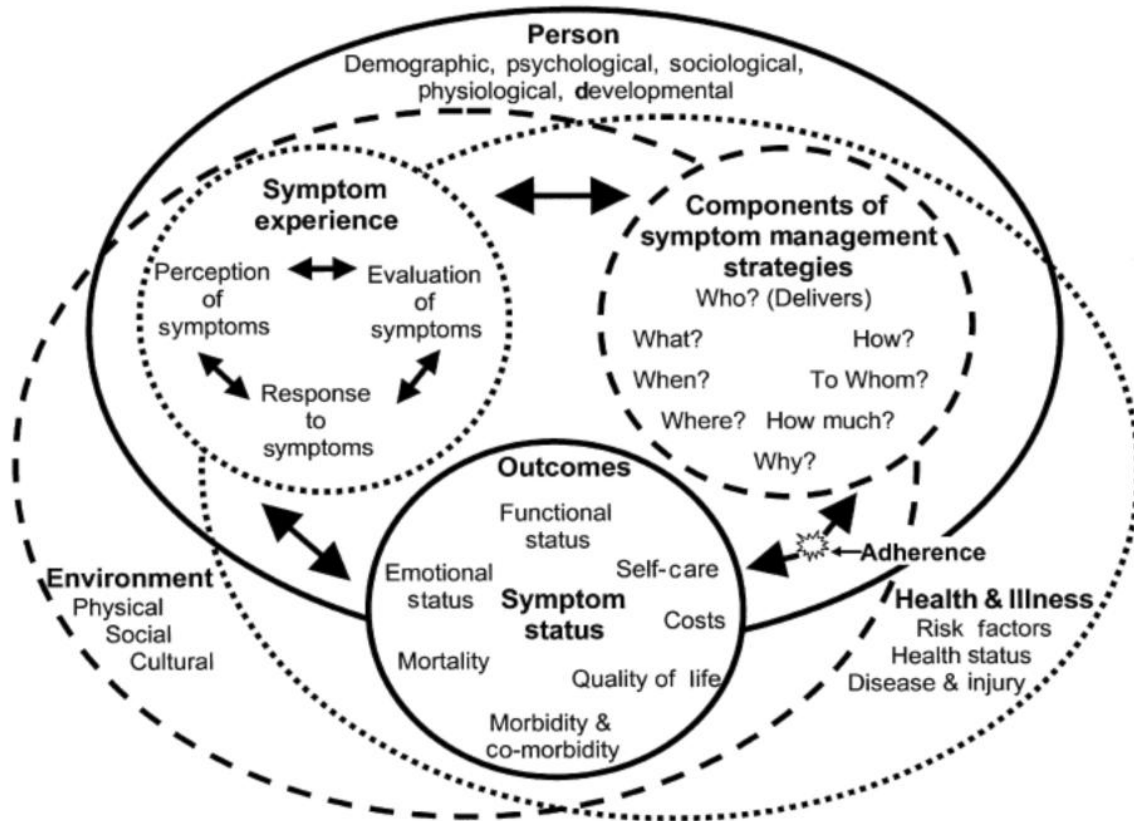 Person
Demographic, psychological, sociological,
physiological, developmental
Symptom
experience
Perception
of
symptoms
Evaluation
of
symptoms
Response
to
symptoms
Components of
symptom management
strategies
Who? (Delivers)
What?
How?
When?
To Whom?
Where?
How much?
Why?
Outcomes
Functional
status
Emotional
status
Self-care
Symptom
status
Costs
Mortality
Quality of life
Morbidity &
co-morbidity
Adherence
Environment
Physical
Social
Cultural
Health & Illness
Risk factors
Health status
Disease & injury